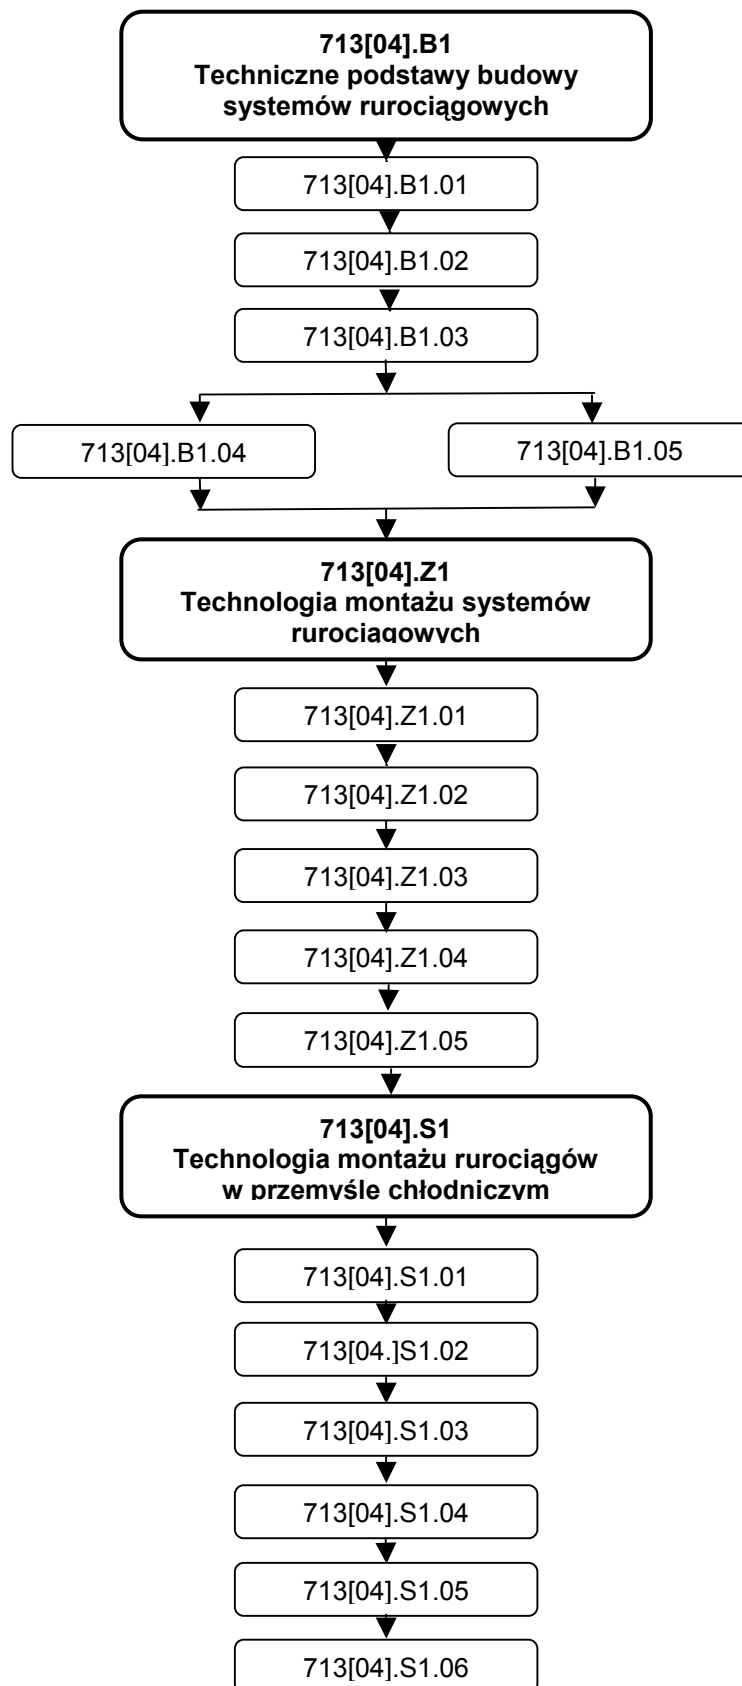 713[04].B1
Techniczne podstawy budowy
systemów rurociągowych
713[04].B1.01
713[04].B1.02
713[04].B1.03
713[04].B1.04
713[04].B1.05
713[04].Z1
Technologia montażu systemów
rurociągowych
713[04].Z1.01
713[04].Z1.02
713[04].Z1.03
713[04].Z1.04
713[04].Z1.05
713[04].S1
Technologia montażu rurociągów
w przemyśle chłodniczym
713[04].S1.01
713[04.]S1.02
713[04].S1.03
713[04].S1.04
713[04].S1.05
713[04].S1.06